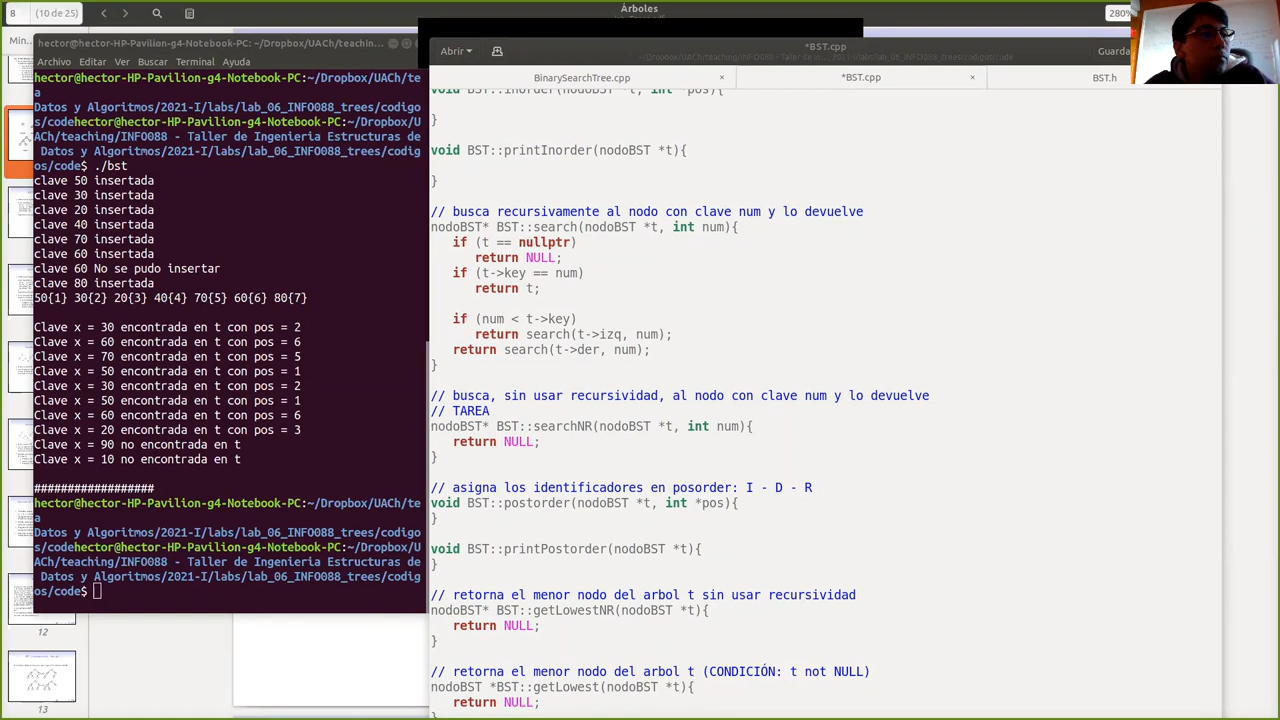 8
(10 de 25)
Árboles
280%
hector@hector-HP-Pavilion-g4-Notebook-PC: ~/Dropbox/UACh/teachin...
Archivo Editar Ver Buscar Terminal Ayuda
hector@hector-HP-Pavilion-g4-Notebook-PC:~/Dropbox/UACh/te
a
Datos y Algoritmos/2021-I/labs/lab_06_INFO088_trees/codigo
s/codehector@hector-HP-Pavilion-g4-Notebook-PC:~/Dropbox/U
ACh/teaching/INFO088 - Taller de Ingenieria Estructuras de
Datos y Algoritmos/2021-I/labs/lab_06_INFO088_trees/codig
os/code$ ./bst
clave 50 insertada
clave 30 insertada
clave 20 insertada
clave 40 insertada
clave 70 insertada
clave 60 insertada
clave 60 No se pudo insertar
clave 80 insertada
50{1} 30{2} 20{3} 40{4} 70{5} 60{6} 80{7}
Clave x = 30 encontrada en t con pos = 2
Clave x = 60 encontrada en t con pos = 6
Clave x = 70 encontrada en t con pos = 5
Clave x = 50 encontrada en t con pos = 1
Clave x = 30 encontrada en t con pos = 2
Clave x = 50 encontrada en t con pos = 1
Clave x = 60 encontrada en t con pos = 6
Clave x = 20 encontrada en t con pos = 3
Clave x = 90 no encontrada en t
Clave x = 10 no encontrada en t
##################
hector@hector-HP-Pavilion-g4-Notebook-PC:~/Dropbox/UACh/te
a
Datos y Algoritmos/2021-I/labs/lab_06_INFO088_trees/codigo
s/codehector@hector-HP-Pavilion-g4-Notebook-PC:~/Dropbox/U
ACh/teaching/INFO088 - Taller de Ingenieria Estructuras de
Datos y Algoritmos/2021-I/labs/lab_06_INFO088_trees/codig
os/code$
12
13
Abrir
*BST.cpp
Guarda
BinarySearchTree.cpp
*BST.cpp
BST.h
void BST::inorder(nodoBST *t, int *pos){
}
void BST::printInorder(nodoBST *t){
}
// busca recursivamente al nodo con clave num y lo devuelve
nodoBST* BST::search(nodoBST *t, int num){
if (t == nullptr)
return NULL;
if (t->key == num)
return t;
if (num < t->key)
return search(t->izq, num);
return search(t->der, num);
}
// busca, sin usar recursividad, al nodo con clave num y lo devuelve
// TAREA
nodoBST* BST::searchNR(nodoBST *t, int num){
return NULL;
}
// asigna los identificadores en posorder: I - D - R
void BST::postorder(nodoBST *t, int *pos){
}
void BST::printPostorder(nodoBST *t){
}
// retorna el menor nodo del arbol t sin usar recursividad
nodoBST* BST::getLowestNR(nodoBST *t){
return NULL;
}
// retorna el menor nodo del arbol t (CONDICIÓN: t not NULL)
nodoBST *BST::getLowest(nodoBST *t){
return NULL;
}